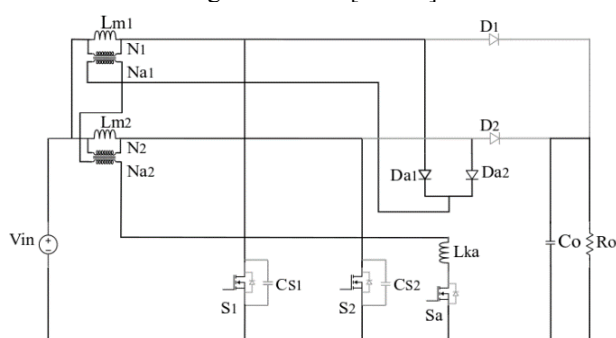 Lm1
D1
N1
Na1
Lm2
D2
N2
Na2
Da1
Da2
Vin
Co
Ro
Lka
CS1
CS2
S1
S2
Sa